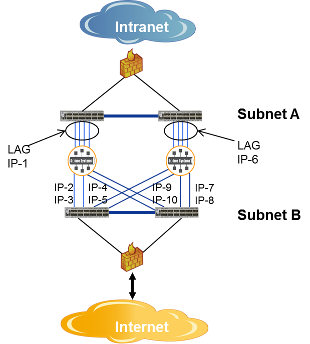 Intranet
Subnet A
LAG
IP-1
LAG
IP-6
IP-2
IP-4
IP-9
IP-7
IP-3
IP-5
IP-10
IP-8
Subnet B
Internet